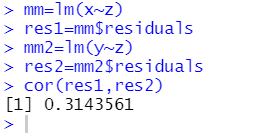 > mm=lm(x~z)
> res1=mm$residuals
> mm2=lm(y~z)
> res2=mm2$residuals
> cor(res1,res2)
[1] 0.3143561
>